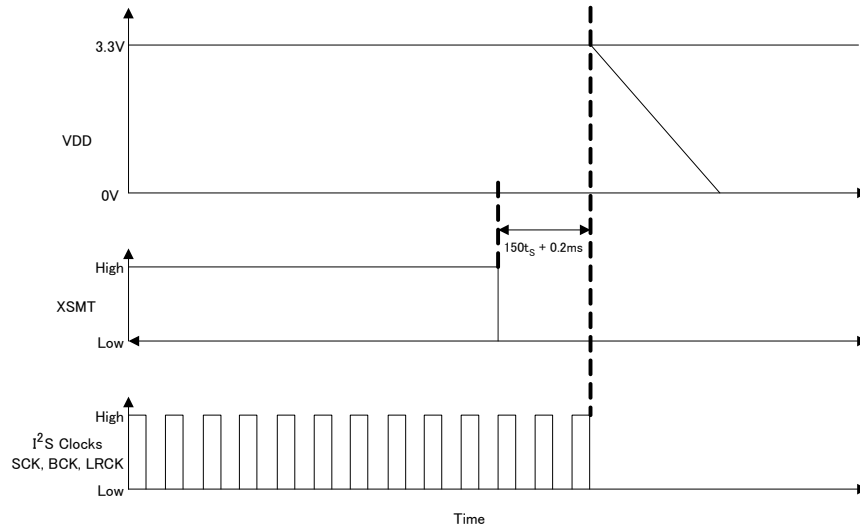 3.3V
VDD
0V
150tS + 0.2ms
High
XSMT
Low
High
I2S Clocks
SCK, BCK, LRCK
Low
Time